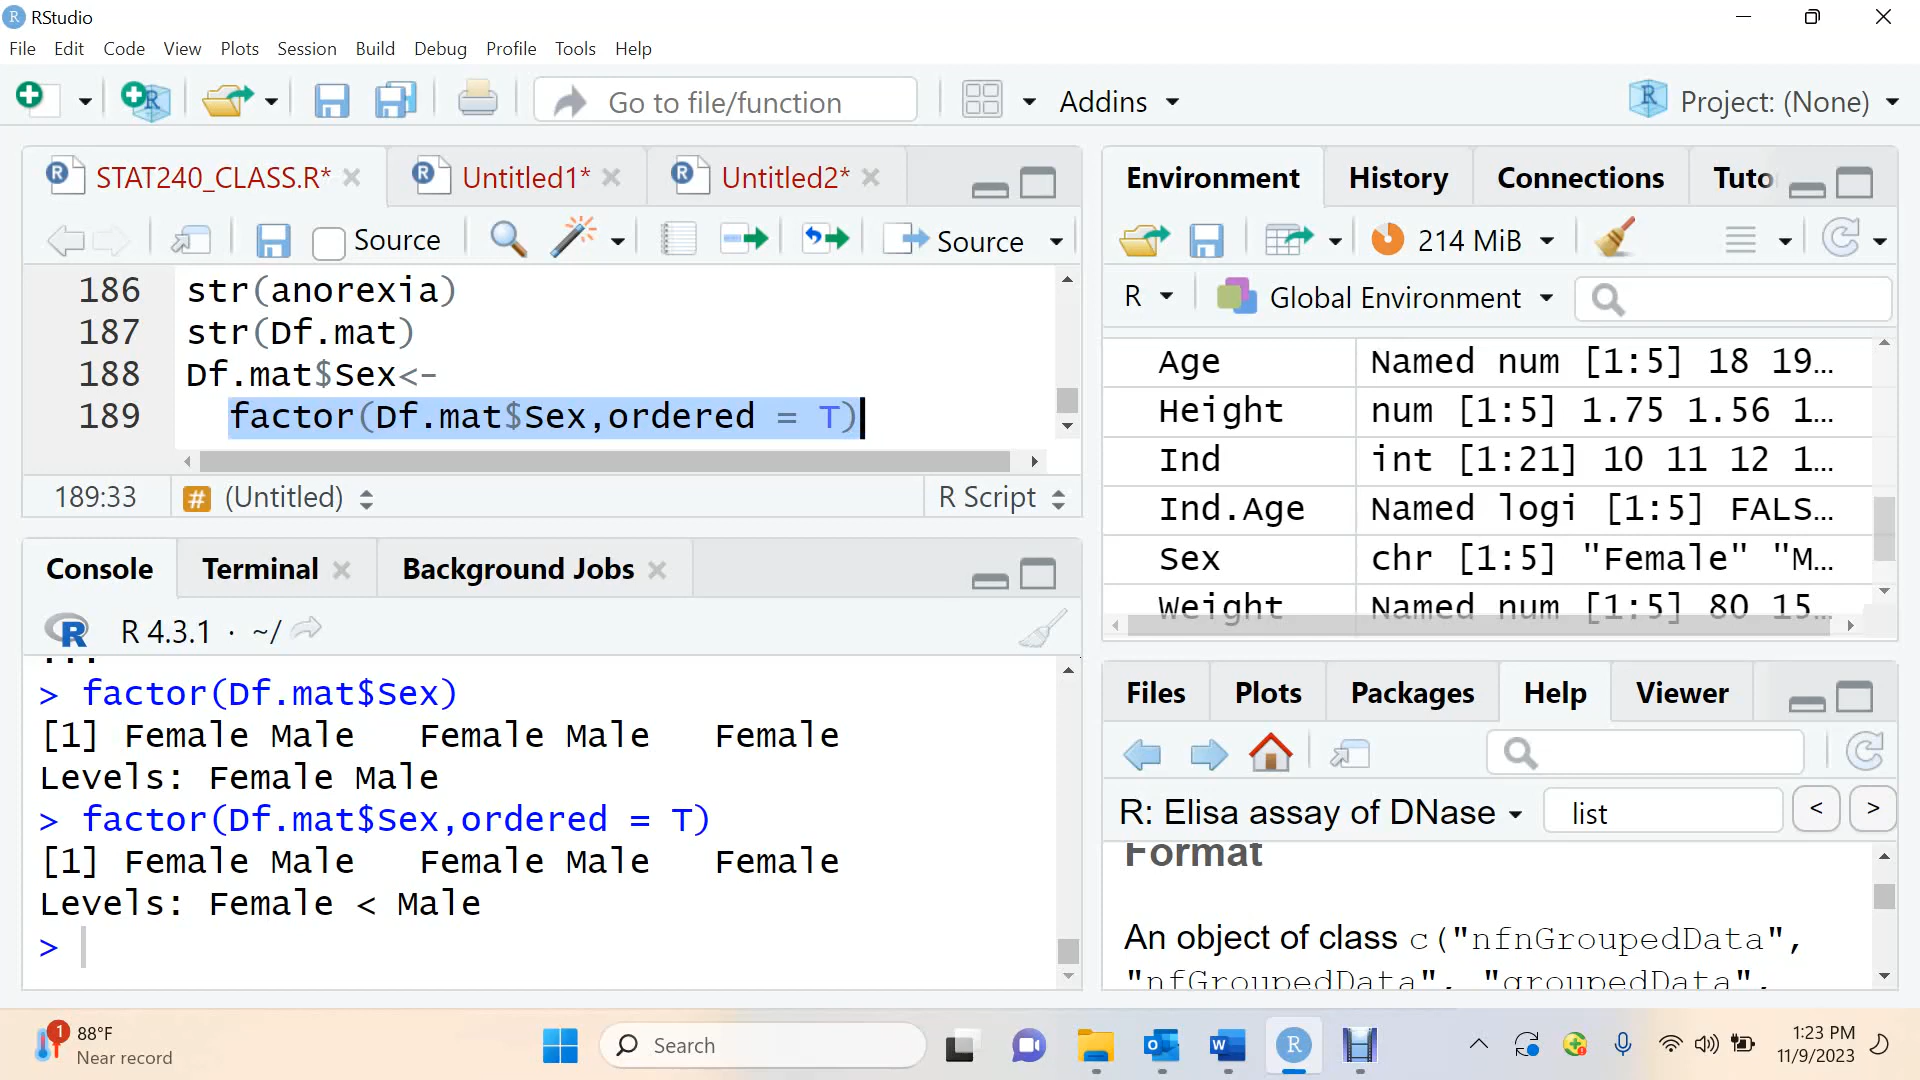 RStudio
File Edit Code View Plots Session Build Debug Profile Tools Help
Go to file/function
Addins
Project: (None)
STAT240_CLASS.R*
Untitled1*
Untitled2*
Source
Source
186 str(anorexia)
187 str(Df.mat)
188 Df.mat$Sex<-
189 factor(Df.mat$Sex,ordered = T)
189:33
(Untitled)
R Script
Console
Terminal
Background Jobs
R 4.3.1 · ~/
> factor(Df.mat$Sex)
[1] Female Male Female Male Female
Levels: Female Male
> factor(Df.mat$Sex,ordered = T)
[1] Female Male Female Male Female
Levels: Female < Male
>
Environment
History
Connections
Tuto
214 MiB
R
Global Environment
Age Named num [1:5] 18 19...
Height num [1:5] 1.75 1.56 1...
Ind int [1:21] 10 11 12 1...
Ind.Age Named logi [1:5] FALS...
Sex chr [1:5] "Female" "M...
Weight Named num [1:5] 80 15...
Files
Plots
Packages
Help
Viewer
R: Elisa assay of DNase
list
< >
Format
An object of class c("nfnGroupedData",
"nfGroupedData", "groupedData",
1
88°F
Near record
Search
1:23 PM
11/9/2023